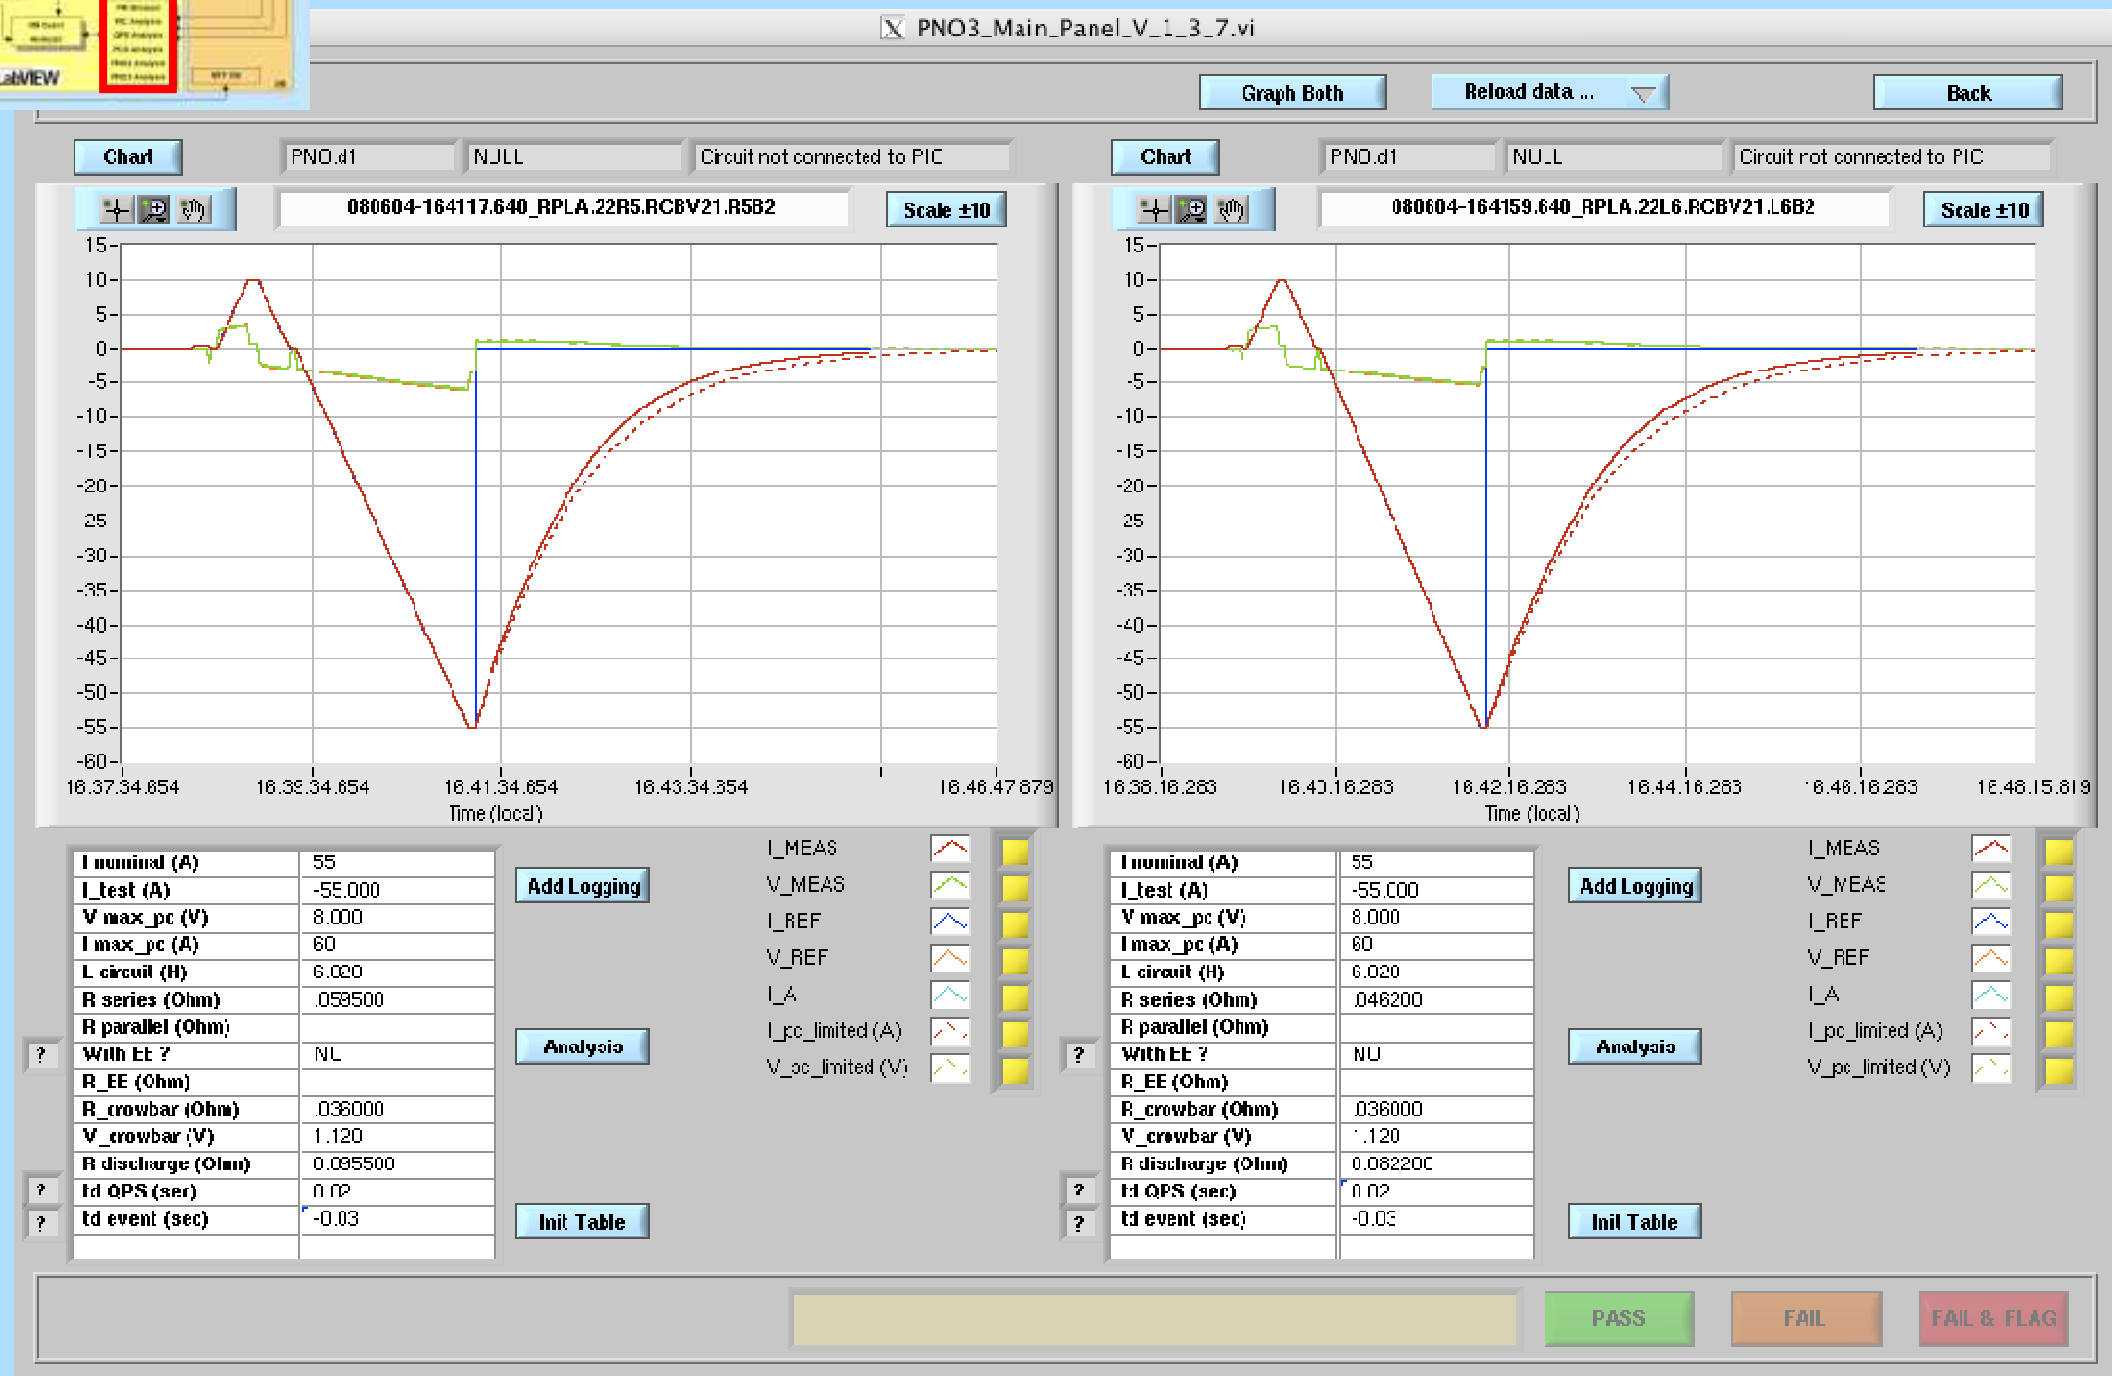 LabVIEW
PNO3_Main_Panel_V_1_3_7.vi
Graph Both
Reload data ...
Back
Chart
PNO.d1
NULL
Circuit not connected to PIC
Chart
PNO.d1
NULL
Circuit not connected to PIC
080604-164117.640_RPLA.22R5.RCBV21.R5B2
Scale ±10
080604-164159.640_RPLA.22L6.RCBV21.L6B2
Scale ±10
15
10
5
0
-5
-10
-15
-20
25
-30
-35
-40
-45
-50
-55
-60
16.37.34.654
16.41.34.654
16.43.34.354
16.46.47 879
Time (local)
15
10
5
0
-5
-10
-15
-20
25
-30
-35
-40
-45
-50
-55
-60
16.38.16.283
16.40.16.283
16.42.16.283
16.44.16.283
6.46.16.283
16.48.15.819
Time (local)
I nominal (A) 55
I_test (A) -55.000
V max_pc (V) 8.000
I max_pc (A) 60
L circuit (H) 6.020
R series (Ohm)
R parallel (Ohm)
With EE ? NO
R_EE (Ohm)
R_crowbar (Ohm) .036000
V_crowbar (V) 1.120
R discharge (Ohm) 0.095500
td QPS (sec) 0.02
td event (sec) -0.03
?
?
?
Add Logging
Analysis
Init Table
I_MEAS
V_MEAS
I_REF
V_REF
I_A
I_pc_limited (A)
V_pc_limited (V)
I nominal (A) 55
I_test (A) -55.000
V max_pc (V) 8.000
I max_pc (A) 60
L circuit (H) 6.020
R series (Ohm) .046200
R parallel (Ohm)
With EE ? NO
R_EE (Ohm)
R_crowbar (Ohm) .036000
V_crowbar (V) 1.120
R discharge (Ohm) 0.082200
td QPS (sec) 0.02
td event (sec) -0.03
?
?
?
Add Logging
Analysis
Init Table
I_MEAS
V_MEAS
I_REF
V_REF
I_A
I_pc_limited (A)
V_pc_limited (V)
PASS
FAIL
FAIL & FLAG